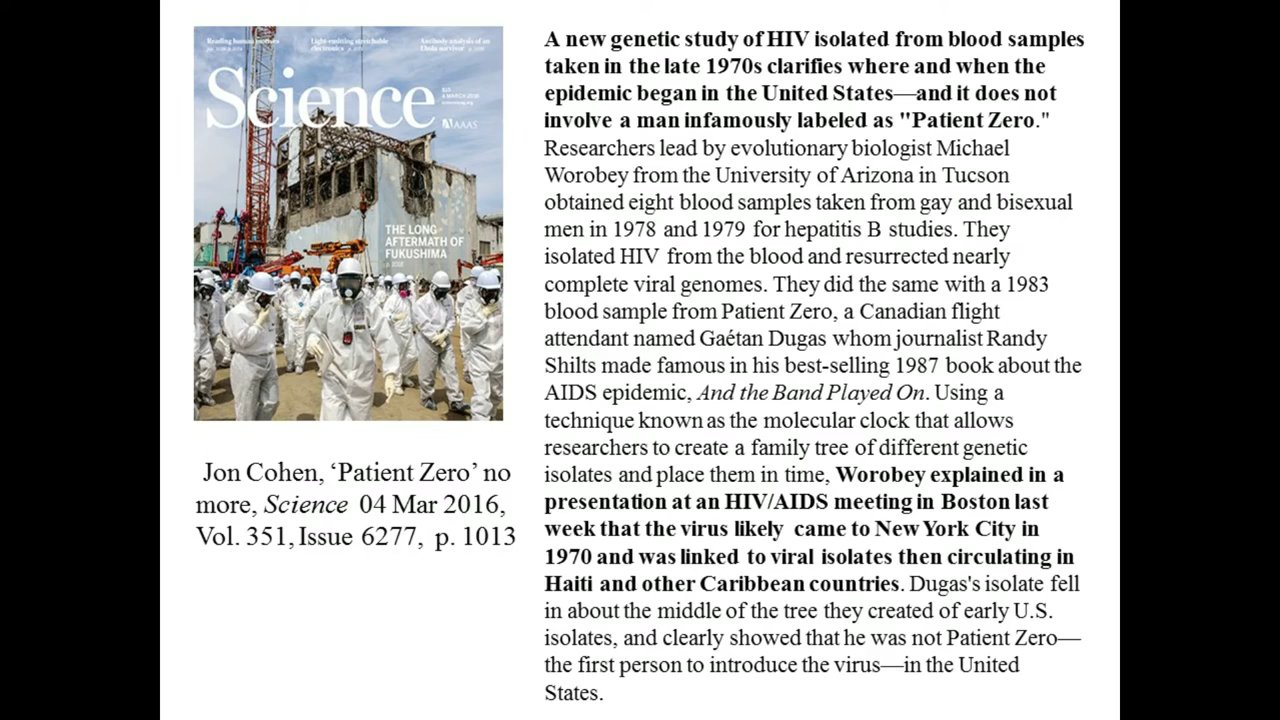 Science
AAAS
THE LONG
AFTERMATH OF
FUKUSHIMA
Jon Cohen, ‘Patient Zero’ no
more, Science 04 Mar 2016,
Vol. 351, Issue 6277, p. 1013
A new genetic study of HIV isolated from blood samples
taken in the late 1970s clarifies where and when the
epidemic began in the United States—and it does not
involve a man infamously labeled as "Patient Zero."
Researchers lead by evolutionary biologist Michael
Worobey from the University of Arizona in Tucson
obtained eight blood samples taken from gay and bisexual
men in 1978 and 1979 for hepatitis B studies. They
isolated HIV from the blood and resurrected nearly
complete viral genomes. They did the same with a 1983
blood sample from Patient Zero, a Canadian flight
attendant named Gaétan Dugas whom journalist Randy
Shilts made famous in his best-selling 1987 book about the
AIDS epidemic, And the Band Played On. Using a
technique known as the molecular clock that allows
researchers to create a family tree of different genetic
isolates and place them in time, Worobey explained in a
presentation at an HIV/AIDS meeting in Boston last
week that the virus likely came to New York City in
1970 and was linked to viral isolates then circulating in
Haiti and other Caribbean countries. Dugas's isolate fell
in about the middle of the tree they created of early U.S.
isolates, and clearly showed that he was not Patient Zero—
the first person to introduce the virus—in the United
States.